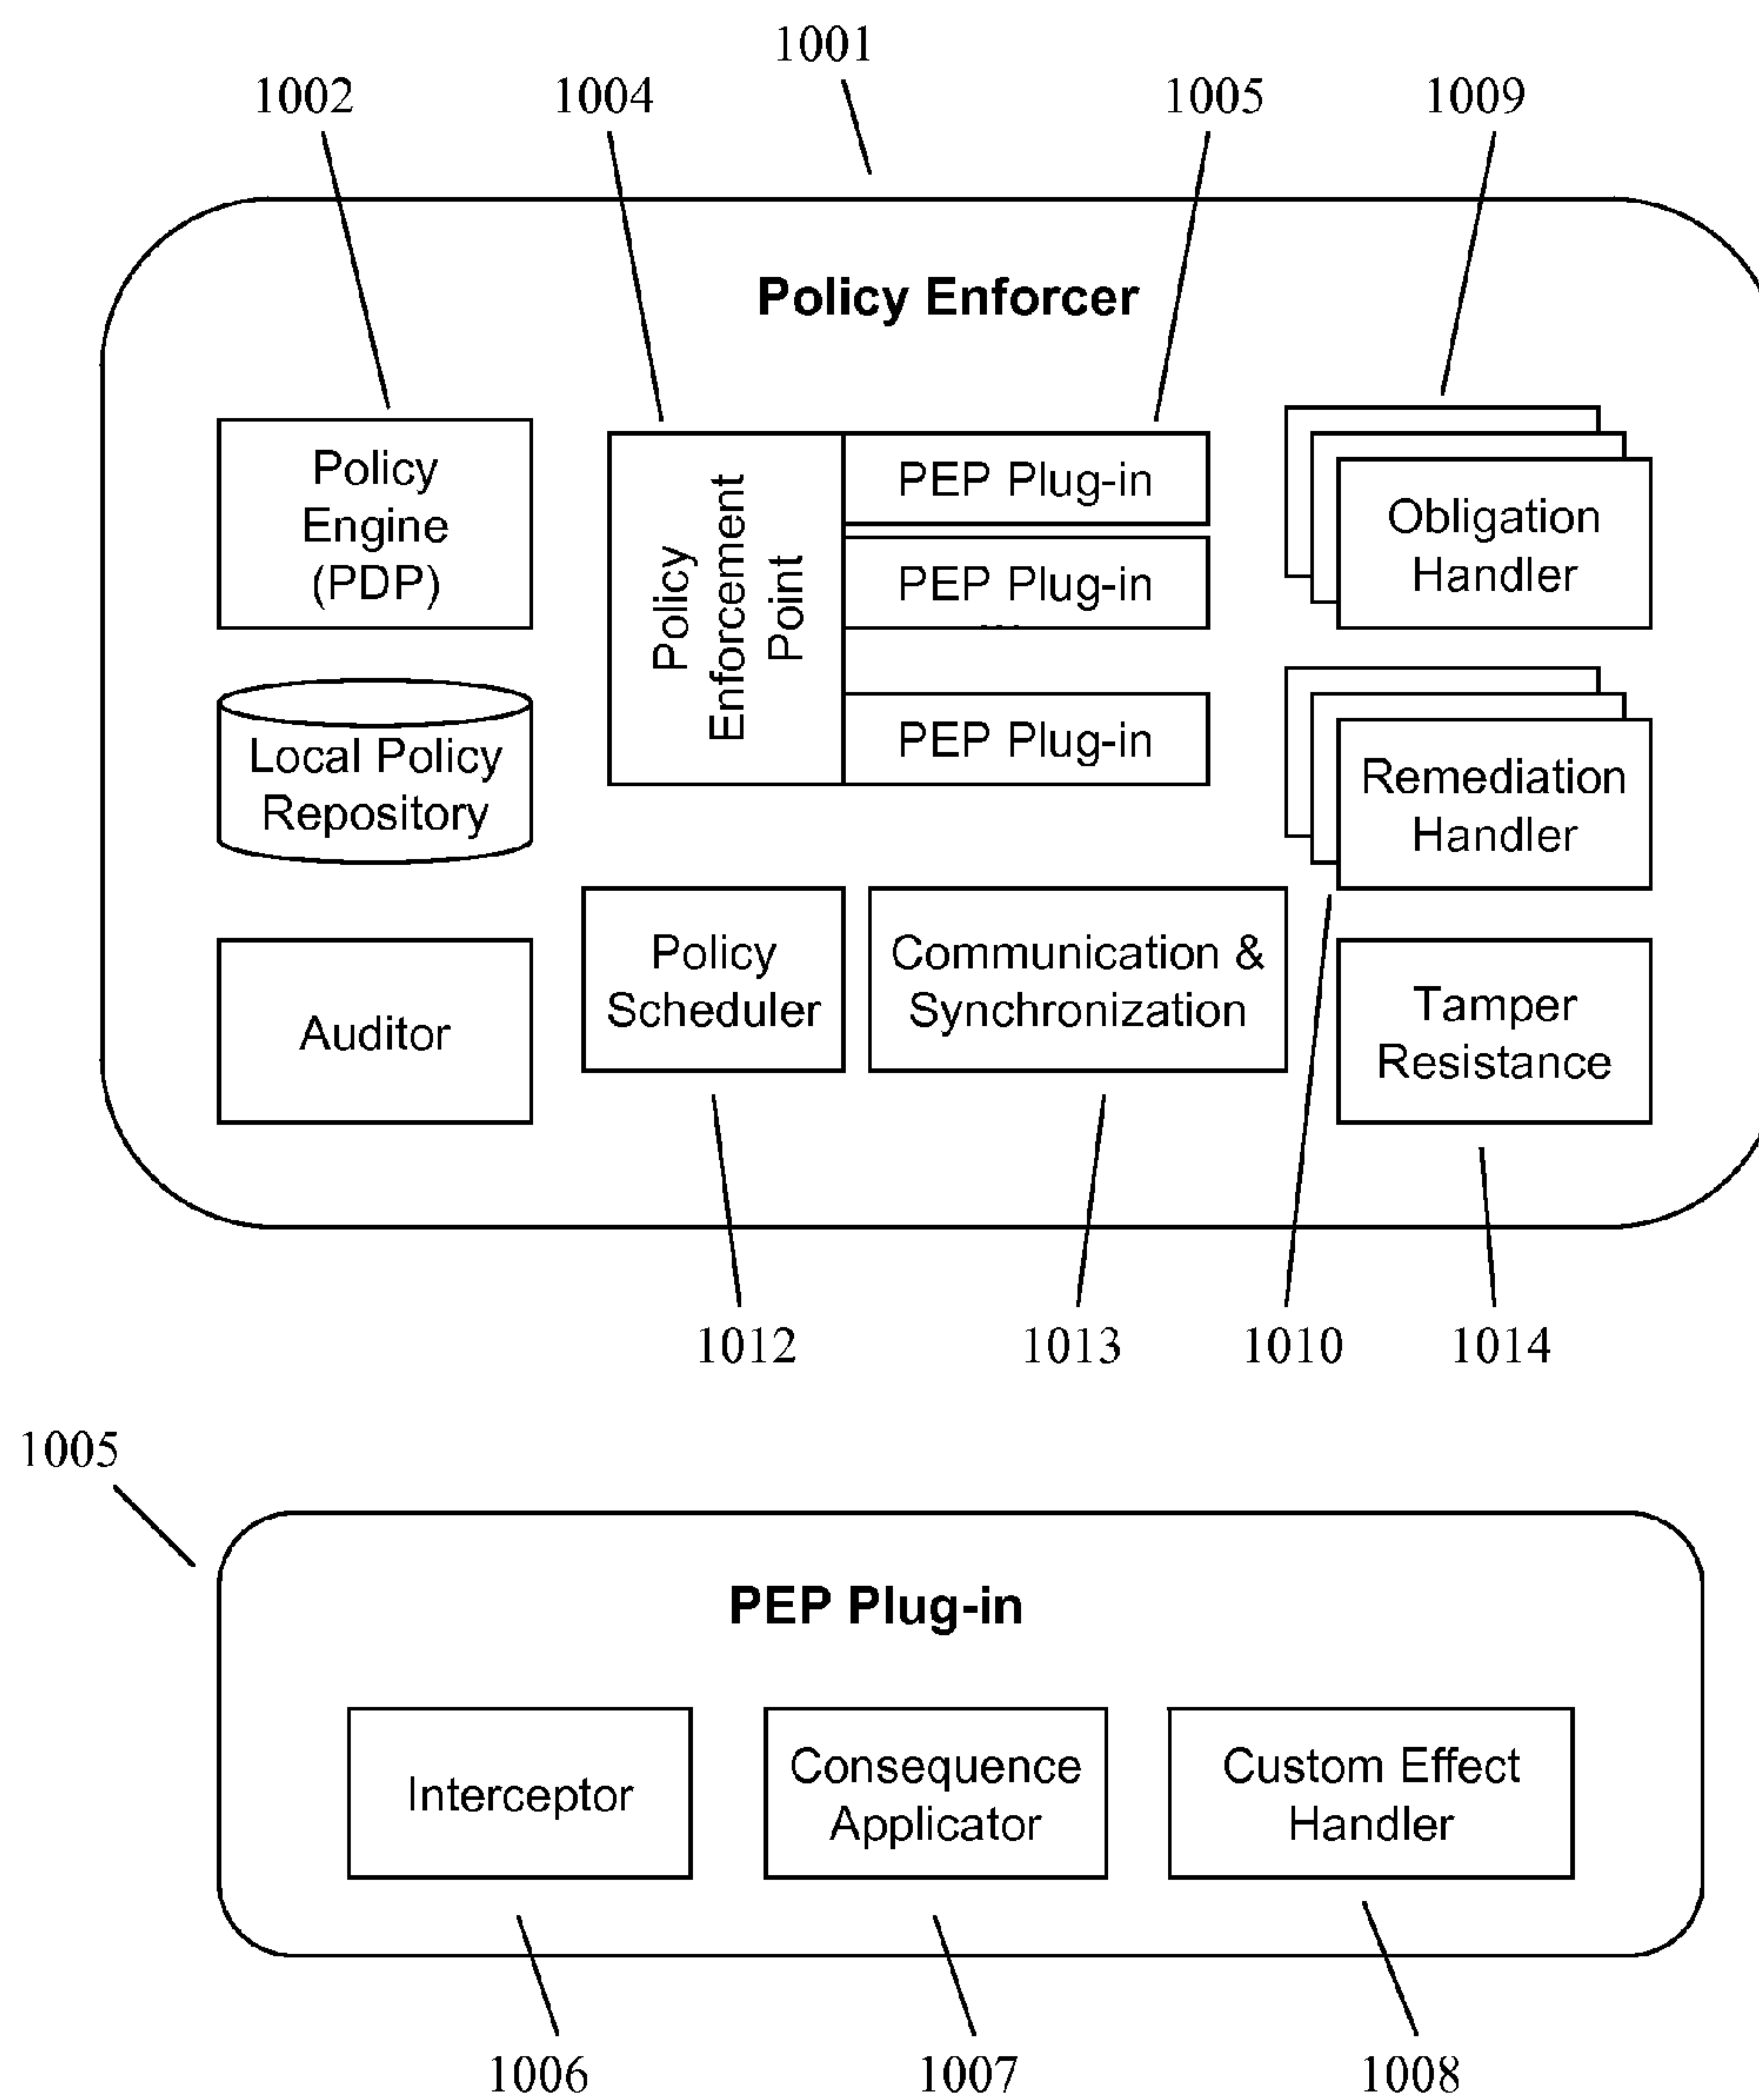 1001
1002
1004
1005
1009
Policy Enforcer
Policy
Engine
(PDP)
Policy
Enforcement
Point
PEP Plug-in
PEP Plug-in
...
PEP Plug-in
Obligation
Handler
Local Policy
Repository
Remediation
Handler
Auditor
Policy
Scheduler
Communication &
Synchronization
Tamper
Resistance
1012
1013
1010
1014
1005
PEP Plug-in
Interceptor
Consequence
Applicator
Custom Effect
Handler
1006
1007
1008